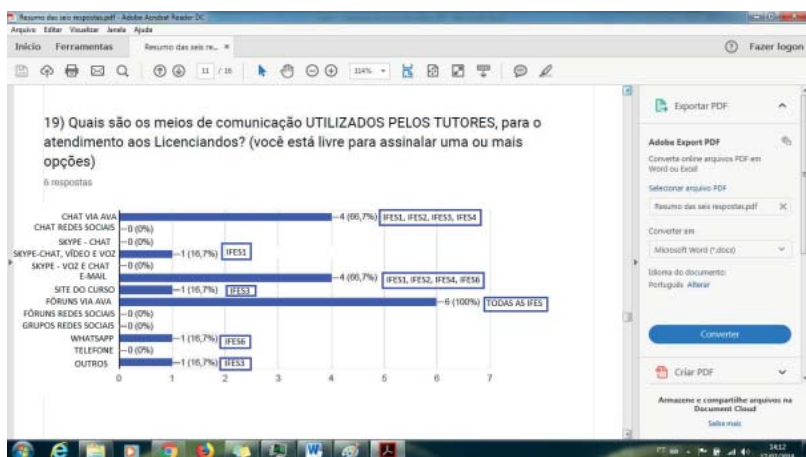 Resumo das seis respostas.pdf - Adobe Acrobat Reader DC
Arquivo Editar Visualizar Janela Ajuda
Início Ferramentas Resumo das seis re... ×
Fazer logon
11 / 16 314%
19) Quais são os meios de comunicação UTILIZADOS PELOS TUTORES, para o
atendimento aos Licenciandos? (você está livre para assinalar uma ou mais
opções)
6 respostas
CHAT VIA AVA 4 (66,7%) IFES1, IFES2, IFES3, IFES4
CHAT REDES SOCIAIS 0 (0%)
SKYPE - CHAT 0 (0%)
SKYPE-CHAT, VÍDEO E VOZ 1 (16,7%) IFES1
SKYPE - VOZ E CHAT 0 (0%)
E-MAIL 4 (66,7%) IFES1, IFES2, IFES4, IFES6
SITE DO CURSO 1 (16,7%) IFES3
FÓRUNS VIA AVA 6 (100%) TODAS AS IFES
FÓRUNS REDES SOCIAIS 0 (0%)
GRUPOS REDES SOCIAIS 0 (0%)
WHATSAPP 1 (16,7%) IFES6
TELEFONE 0 (0%)
OUTROS 1 (16,7%) IFES3
0 1 2 3 4 5 6 7
Exportar PDF
Adobe Export PDF
Converta online arquivos PDF em
Word ou Excel
Selecionar arquivo PDF
Resumo das seis respostas.pdf ×
Converter em
Microsoft Word (*.docx)
Idioma do documento:
Português Alterar
Converter
Criar PDF
Armazene e compartilhe arquivos na
Document Cloud
Saiba mais
PT
14:12